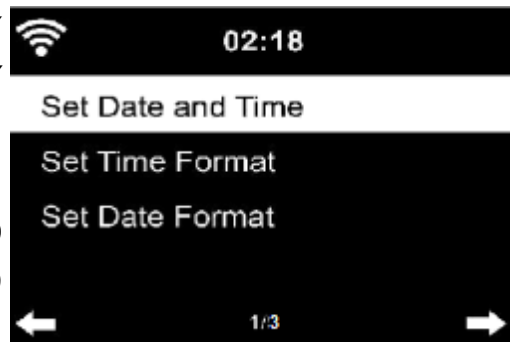 02:18
Set Date and Time
Set Time Format
Set Date Format
1/3